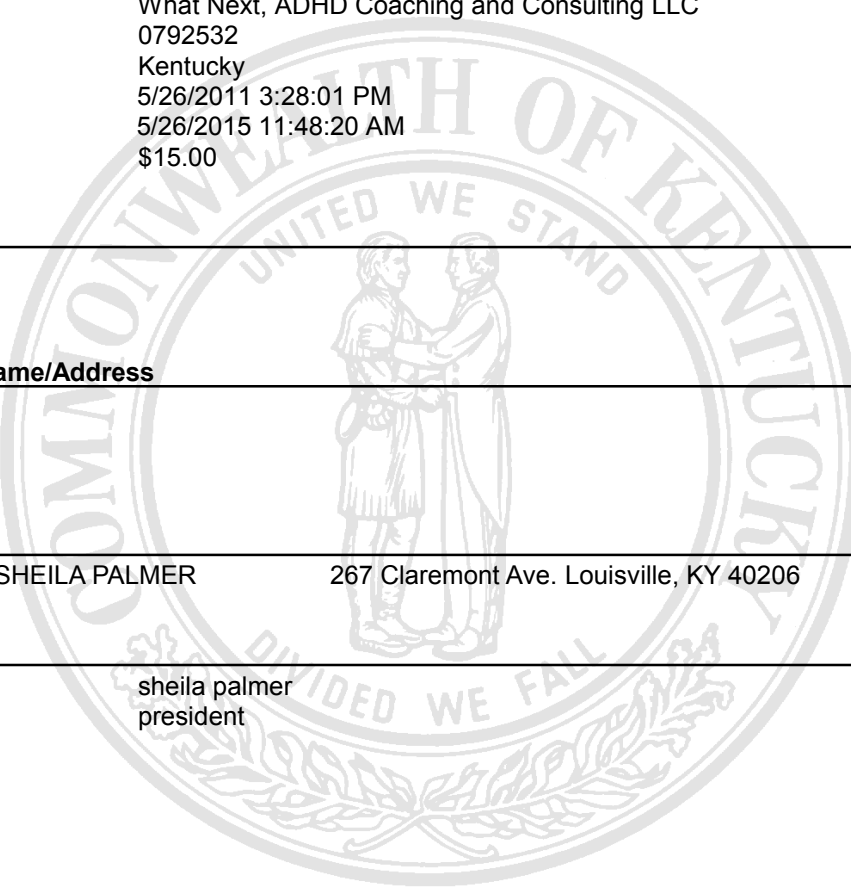 What Next, ADHD Coaching and Consulting LLC
0792532
Kentucky
5/26/2011 3:28:01 PM
5/26/2015 11:48:20 AM
$15.00
COMMONWEALTH OF KENTUCKY
UNITED WE STAND
ame/Address
SHEILA PALMER 267 Claremont Ave. Louisville, KY 40206
DIVIDED WE FALL
sheila palmer
president